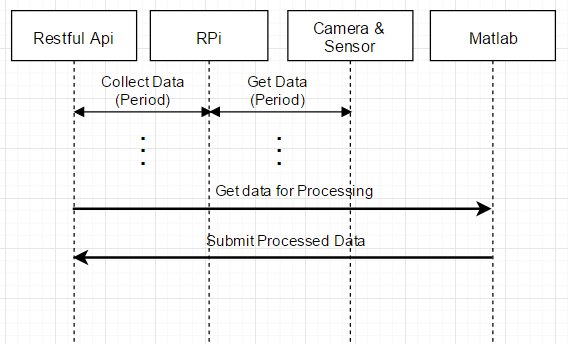 Restful Api
RPi
Camera &
Sensor
Matlab
Collect Data
(Period)
Get Data
(Period)
Get data for Processing
Submit Processed Data